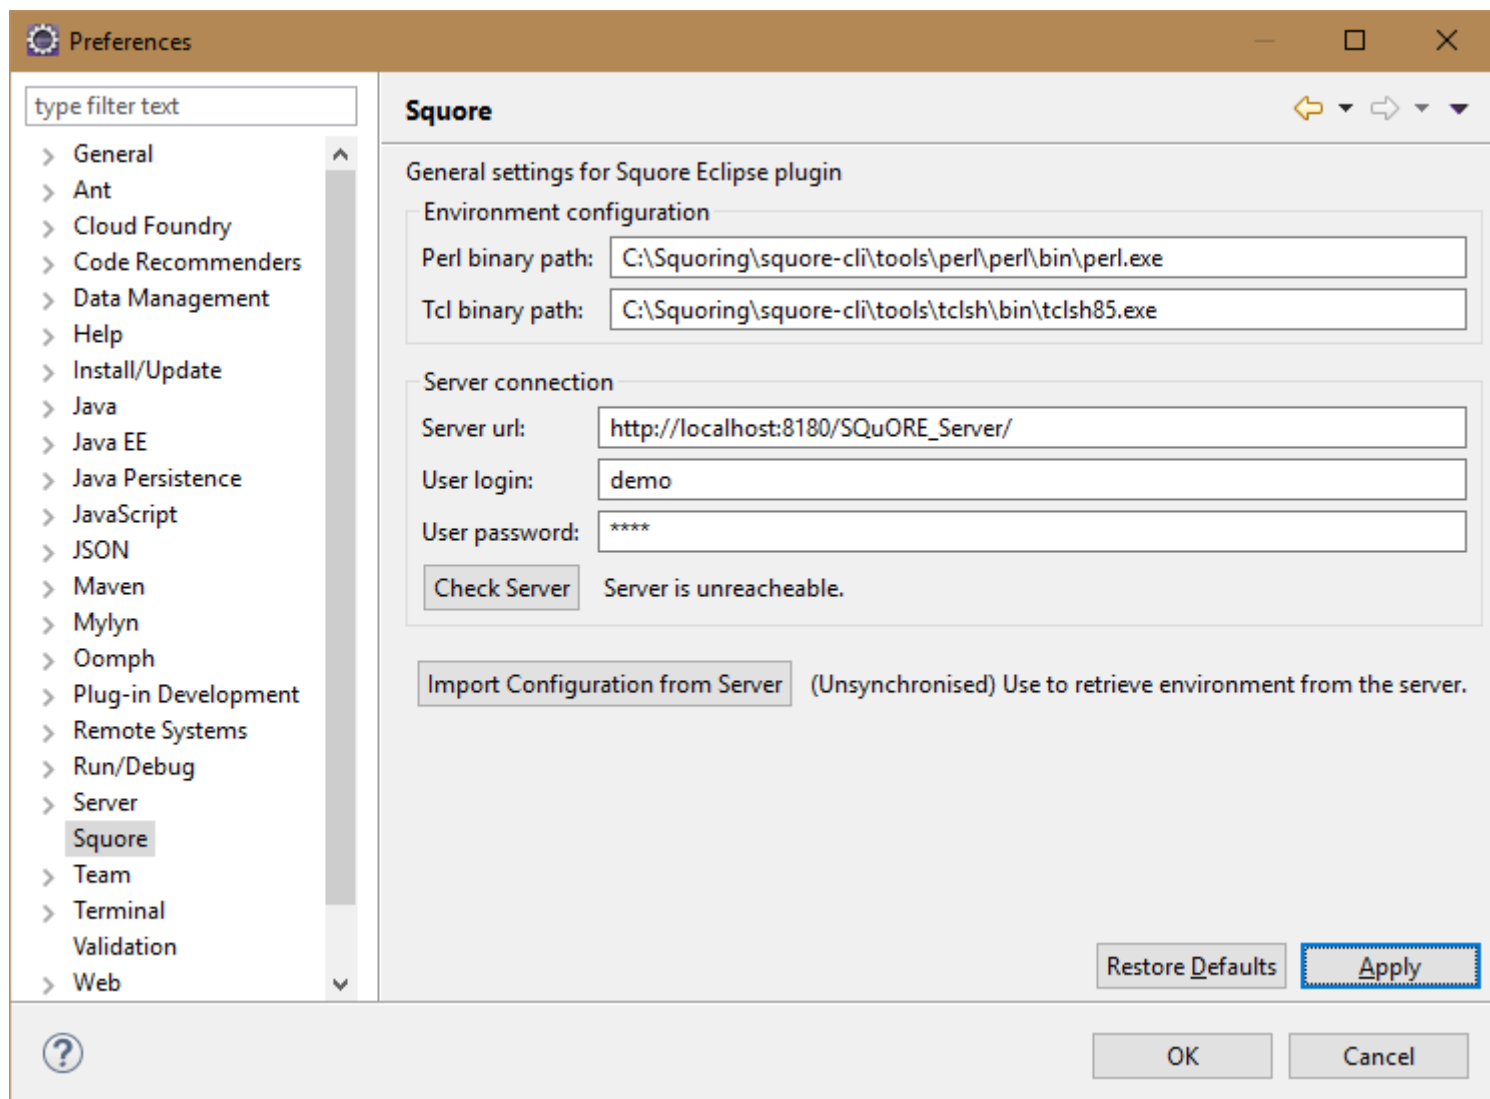 Preferences
type filter text
General
Ant
Cloud Foundry
Code Recommenders
Data Management
Help
Install/Update
Java
Java EE
Java Persistence
JavaScript
JSON
Maven
Mylyn
Oomph
Plug-in Development
Remote Systems
Run/Debug
Server
Squore
Team
Terminal
Validation
Web
Squore
General settings for Squore Eclipse plugin
Environment configuration
Perl binary path: C:\Squoring\squore-cli\tools\perl\perl\bin\perl.exe
Tcl binary path: C:\Squoring\squore-cli\tools\tclsh\bin\tclsh85.exe
Server connection
Server url: http://localhost:8180/SQuORE_Server/
User login: demo
User password: ****
Check Server Server is unreacheable.
Import Configuration from Server (Unsynchronised) Use to retrieve environment from the server.
Restore Defaults Apply
? OK Cancel